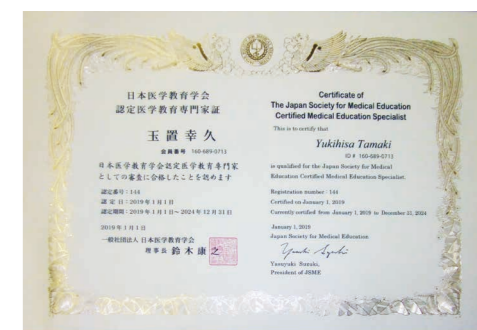 日本医学教育学会
認定医学教育専門家証
玉置幸久
会員番号 160-689-0713
日本医学教育学会認定医学教育専門家
としての審査に合格したことを認めます
認定番号：144
認定日：2019年1月1日
認定期間：2019年1月1日～2024年12月31日
2019年1月1日
一般社団法人 日本医学教育学会
理事長 鈴木康之
Certificate of
The Japan Society for Medical Education
Certified Medical Education Specialist
This is to certify that
Yukihisa Tamaki
ID # 160-689-0713
is qualified for the Japan Society for Medical
Education Certified Medical Education Specialist.
Registration number : 144
Certified on January 1, 2019
Currently certified from January 1, 2019 to December 31, 2024
January 1, 2019
Japan Society for Medical Education
Yasuyuki Suzuki,
President of JSME